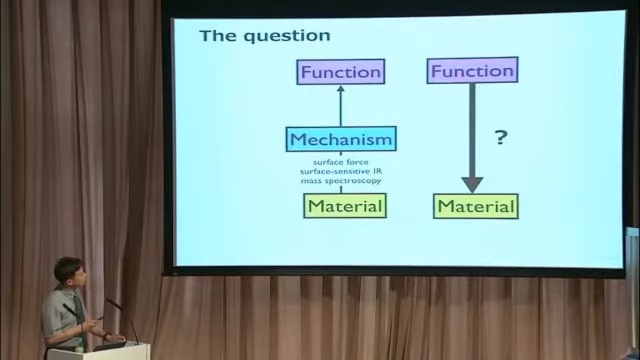 The question
Function
Mechanism
surface force
surface-sensitive IR
mass spectroscopy
Material
Function
?
Material